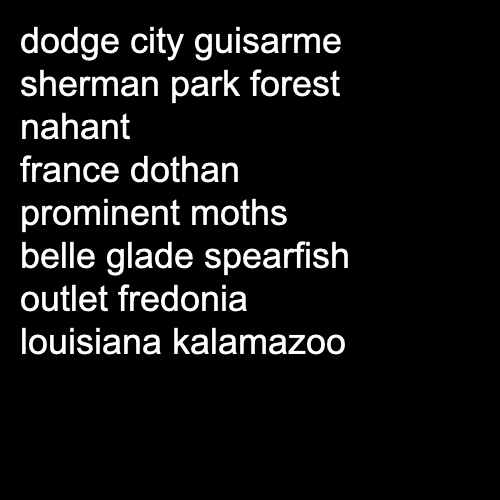 dodge city guisarme
sherman park forest
nahant
france dothan
prominent moths
belle glade spearfish
outlet fredonia
louisiana kalamazoo